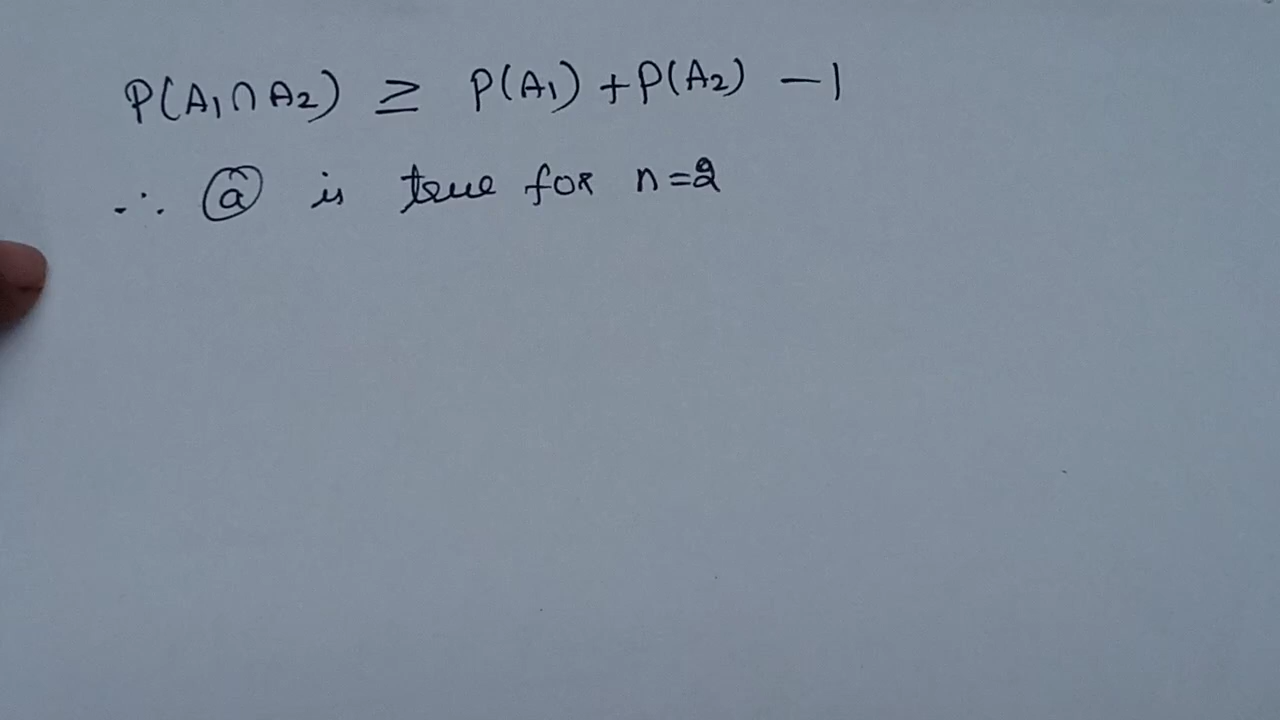 P(A₁∩A₂) ≥ P(A₁) + P(A₂) − 1
∴ ⓐ is true for n=2